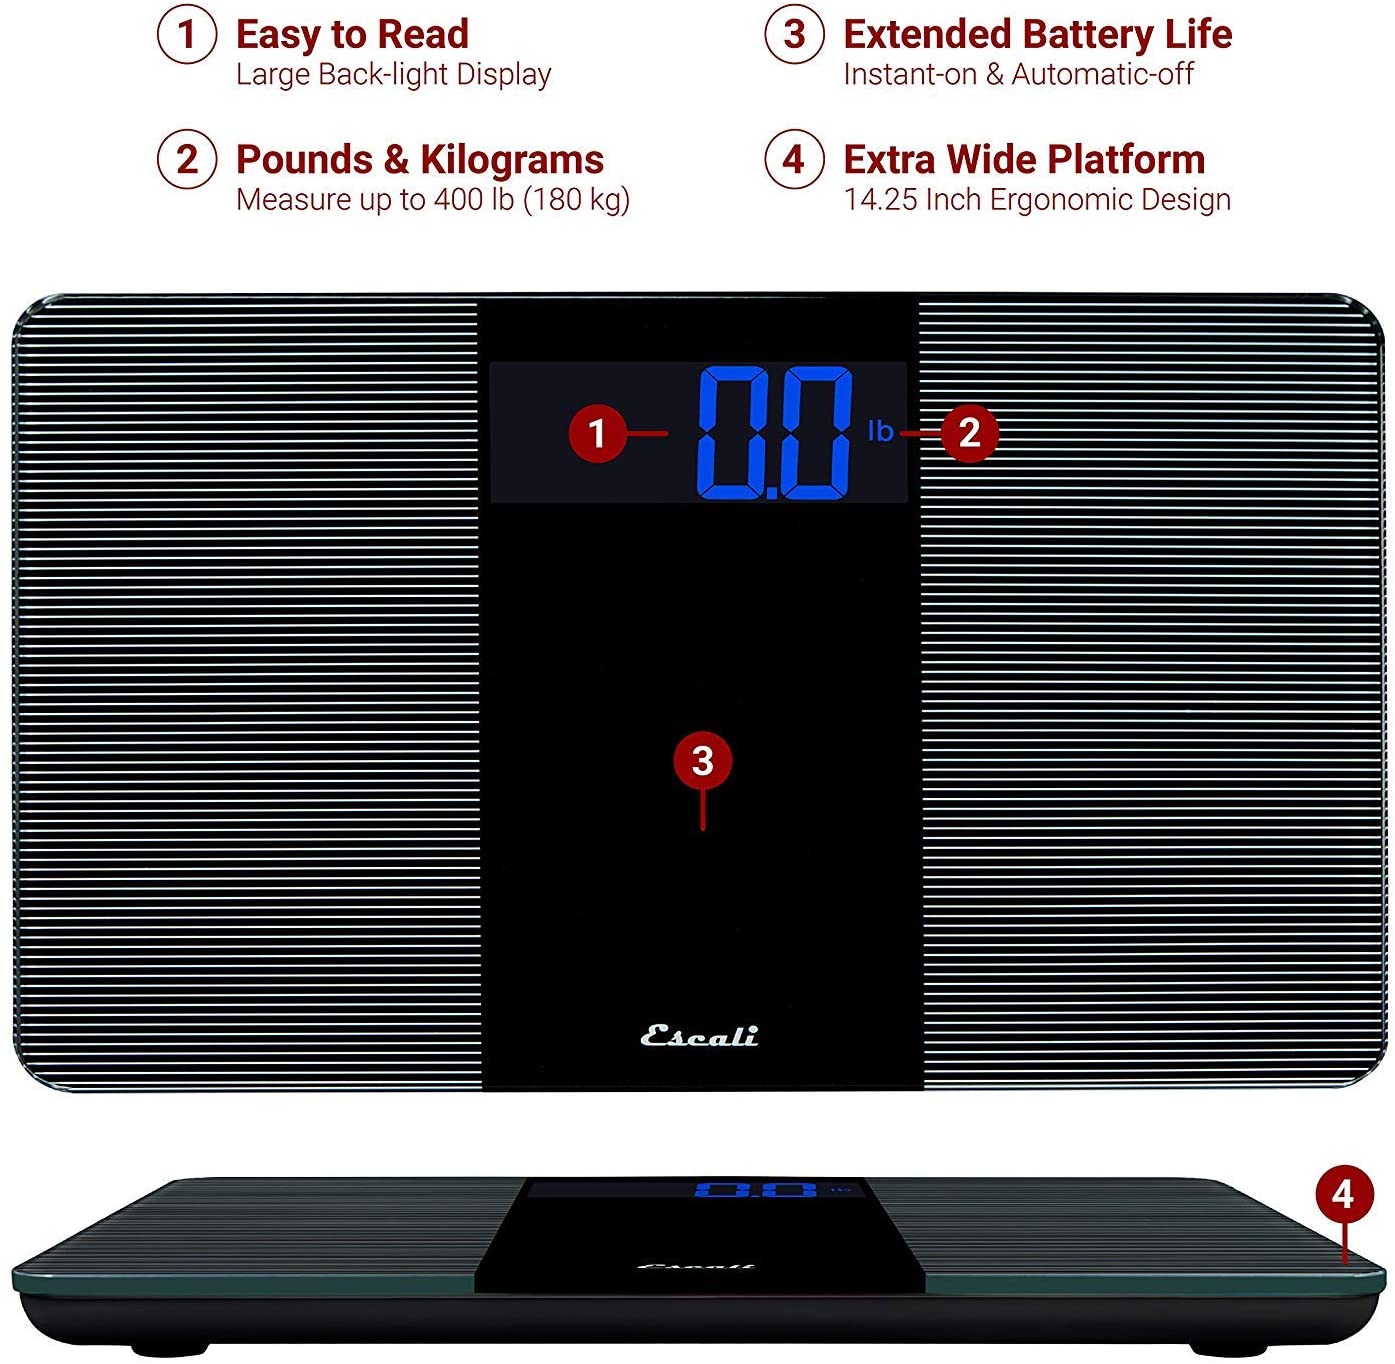 1 Easy to Read
Large Back-light Display
2 Pounds & Kilograms
Measure up to 400 lb (180 kg)
3 Extended Battery Life
Instant-on & Automatic-off
4 Extra Wide Platform
14.25 Inch Ergonomic Design
1 0.0 lb 2
3
Escali
0.0 lb
4
Escali